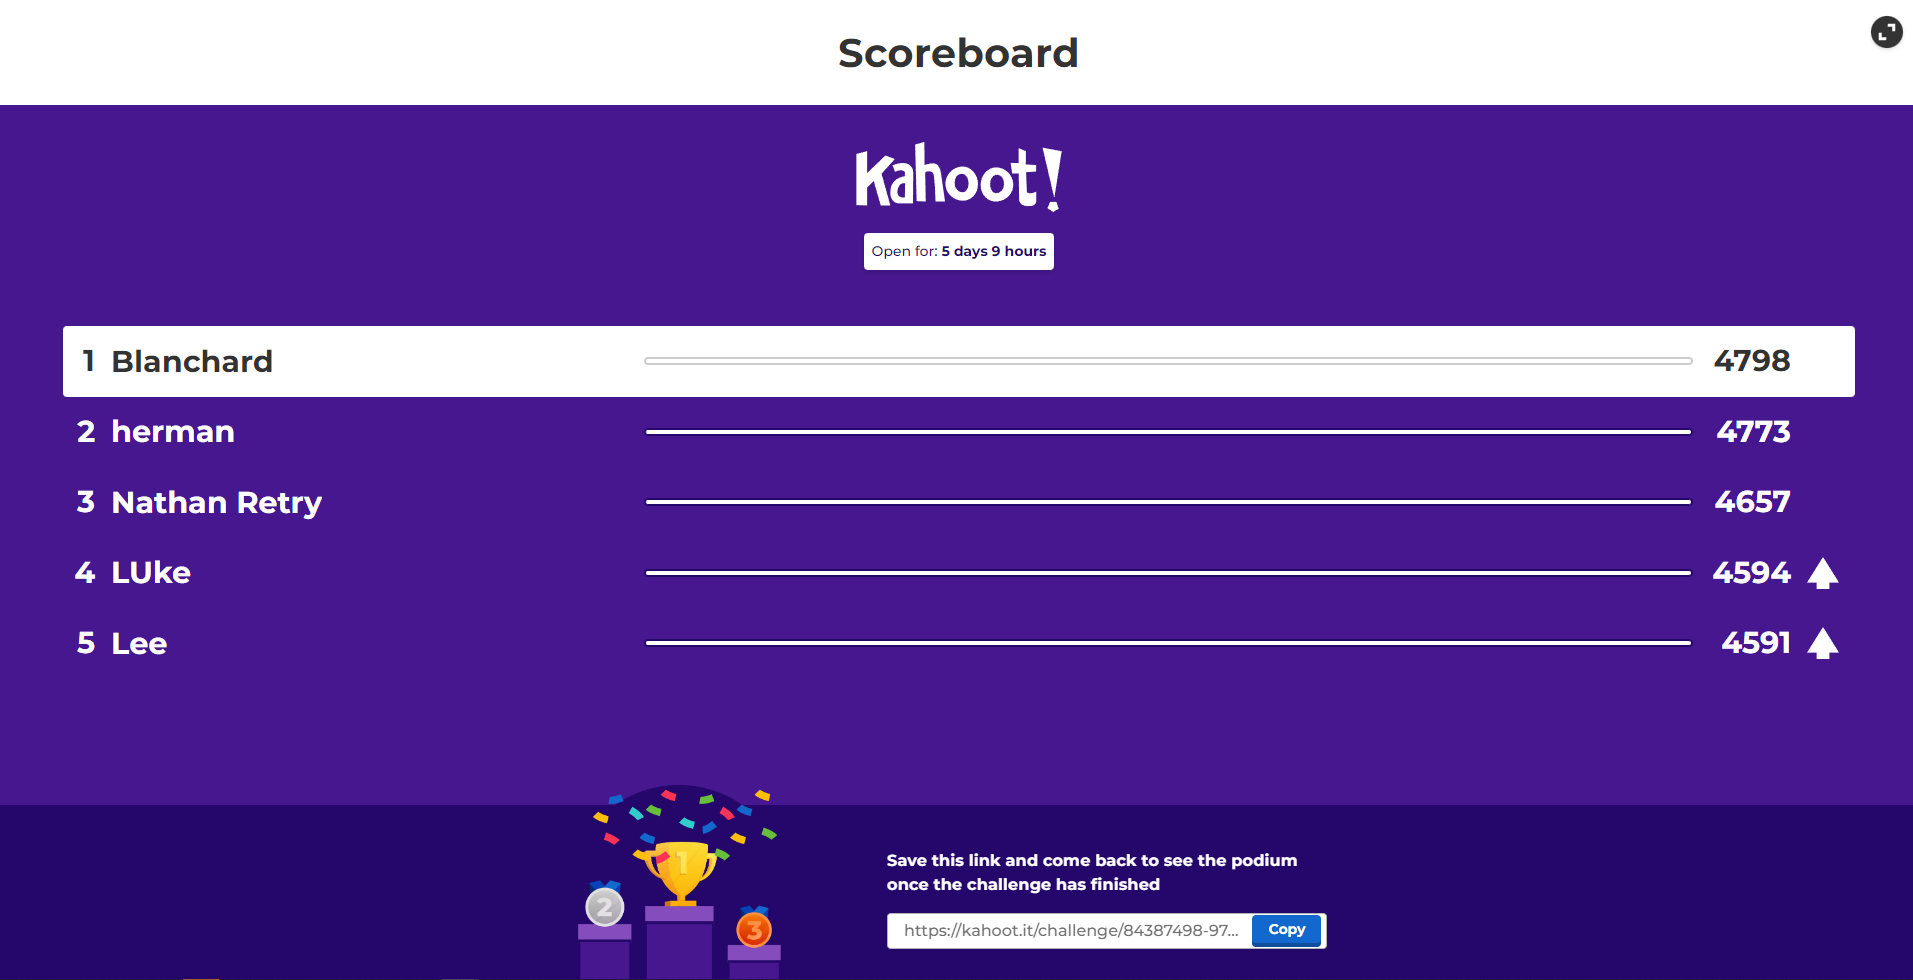 Scoreboard
Kahoot!
Open for: 5 days 9 hours
1 Blanchard 4798
2 herman 4773
3 Nathan Retry 4657
4 LUke 4594
5 Lee 4591
1
2
3
Save this link and come back to see the podium
once the challenge has finished
https://kahoot.it/challenge/84387498-97... Copy